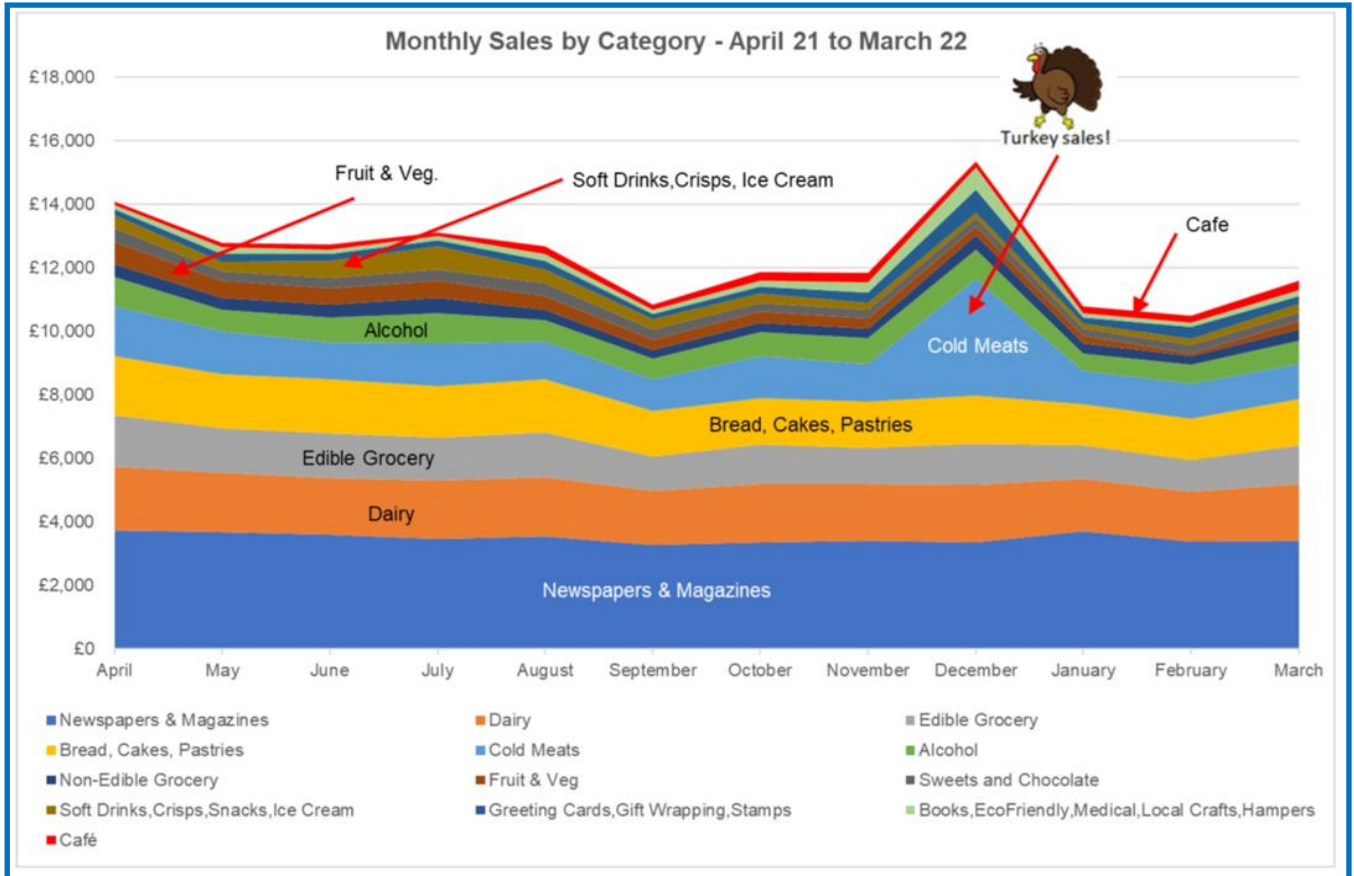 Monthly Sales by Category - April 21 to March 22
£18,000
£16,000
£14,000
£12,000
£10,000
£8,000
£6,000
£4,000
£2,000
£0
Turkey sales!
Fruit & Veg.
Soft Drinks,Crisps, Ice Cream
Cafe
Alcohol
Cold Meats
Bread, Cakes, Pastries
Edible Grocery
Dairy
Newspapers & Magazines
April May June July August September October November December January February March
Newspapers & Magazines Dairy Edible Grocery
Bread, Cakes, Pastries Cold Meats Alcohol
Non-Edible Grocery Fruit & Veg Sweets and Chocolate
Soft Drinks,Crisps,Snacks,Ice Cream Greeting Cards,Gift Wrapping,Stamps Books,EcoFriendly,Medical,Local Crafts,Hampers
Café